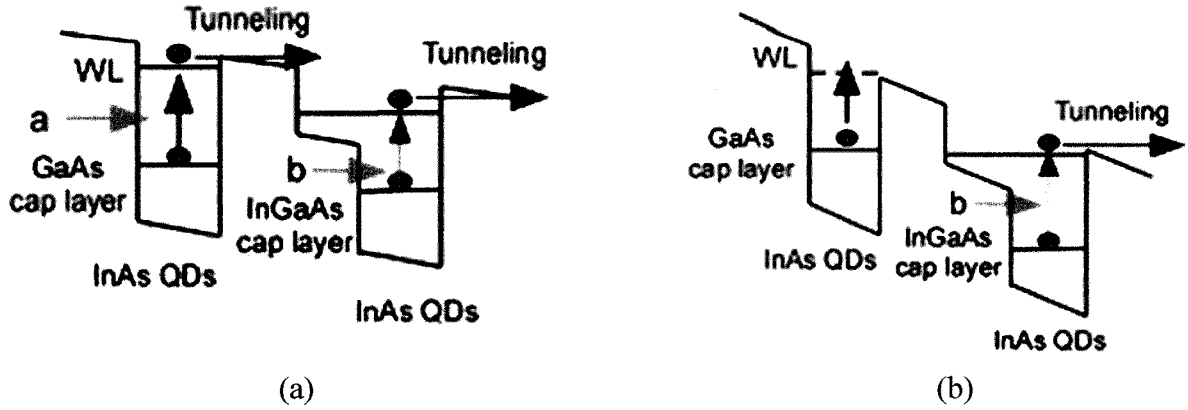 Tunneling
WL
Tunneling
a
GaAs
cap layer
b
InGaAs
cap layer
InAs QDs
InAs QDs
(a)
WL
GaAs
cap layer
Tunneling
b
InGaAs
cap layer
InAs QDs
InAs QDs
(b)